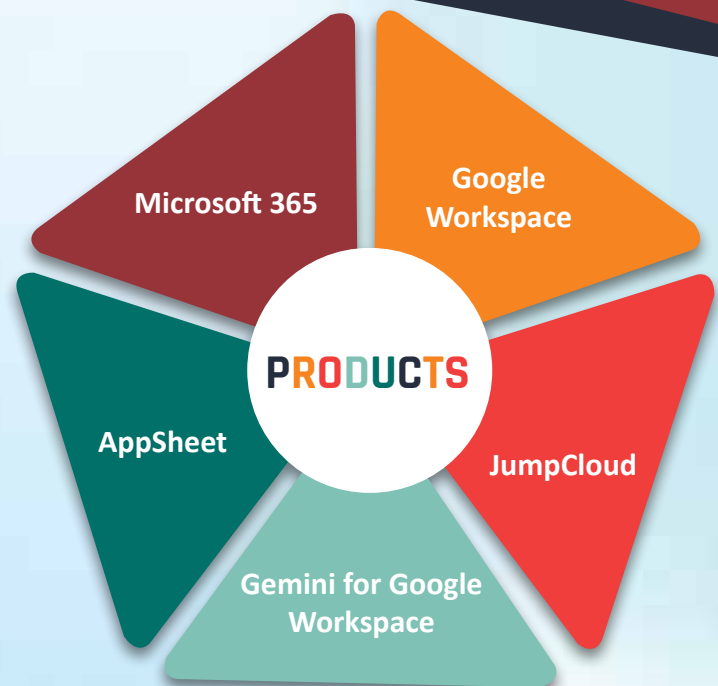 Microsoft 365
Google
Workspace
PRODUCTS
AppSheet
JumpCloud
Gemini for Google
Workspace